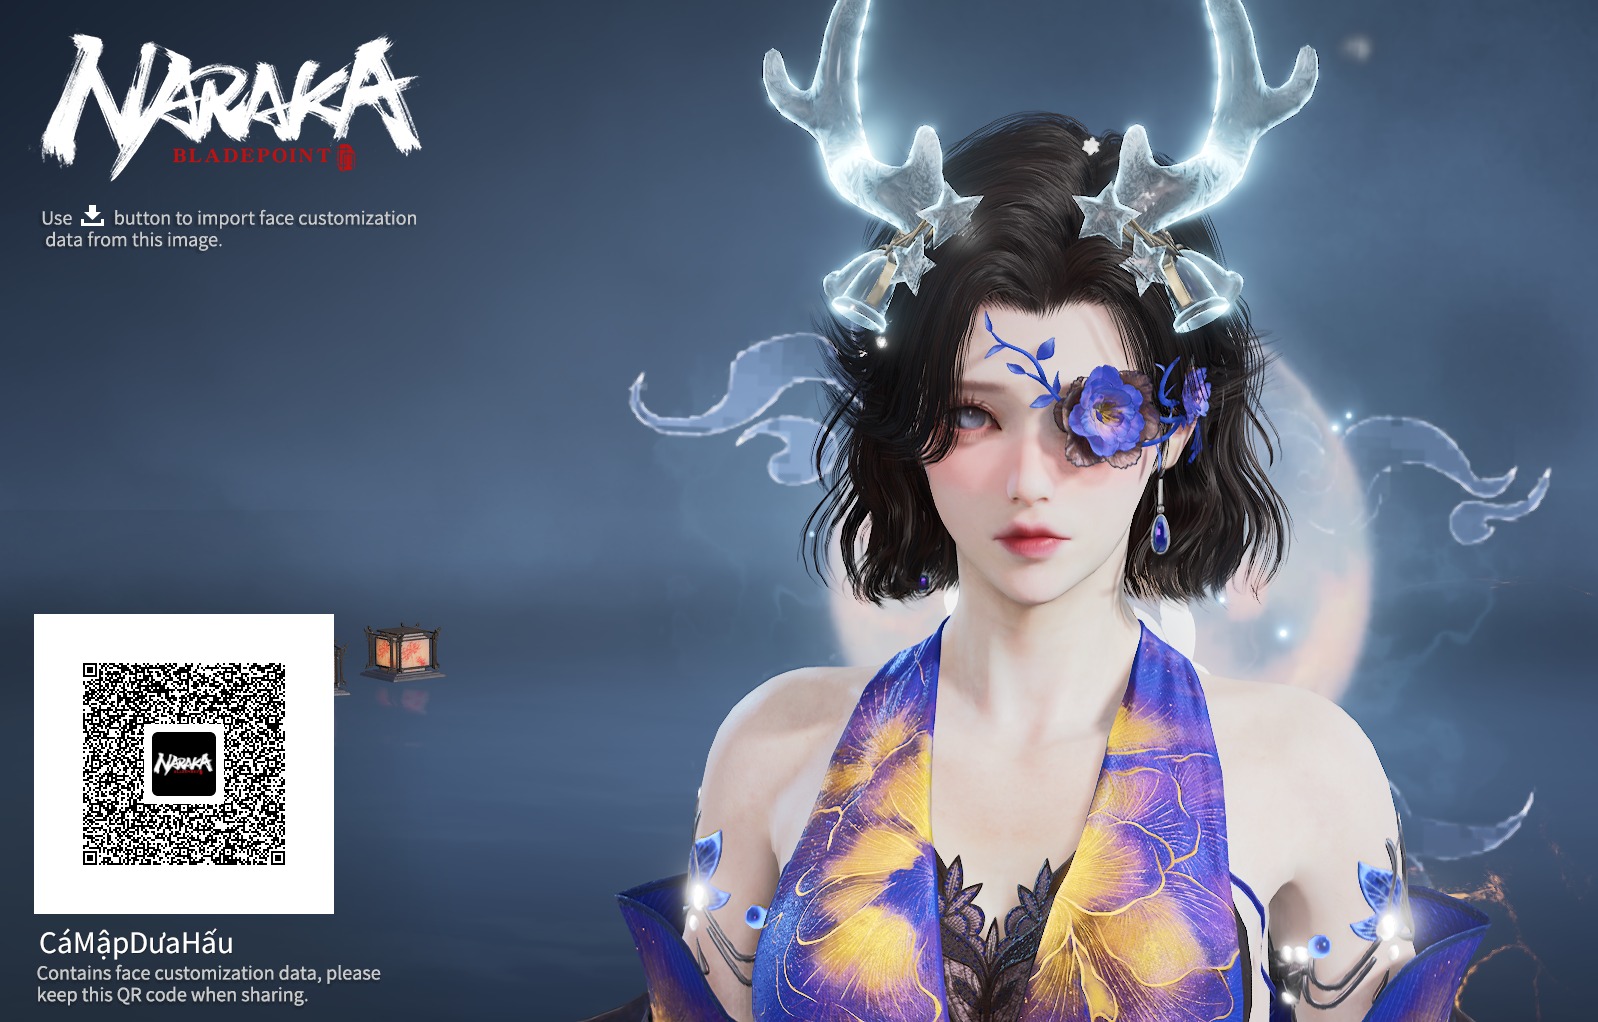 NARAKA
BLADEPOINT
Use button to import face customization
data from this image.
NARAKA
CáMậpDưaHấu
Contains face customization data, please
keep this QR code when sharing.